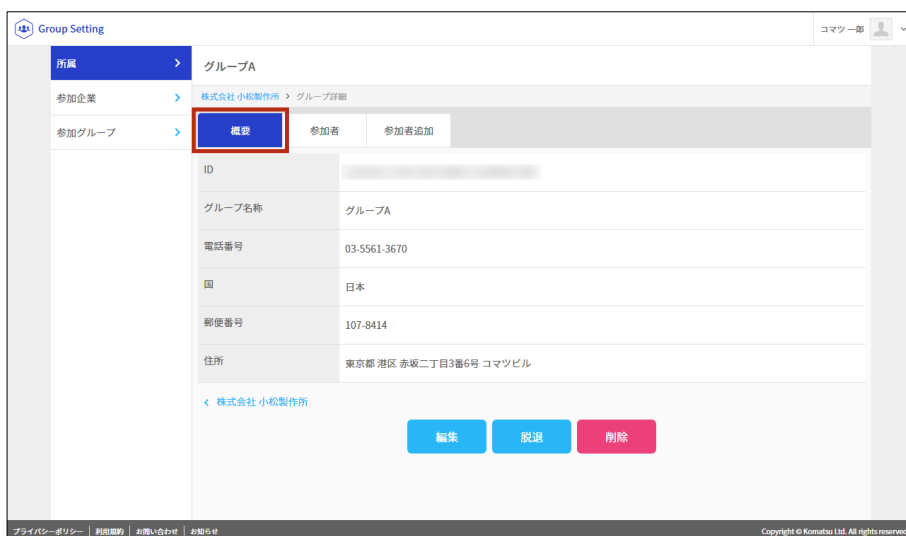 Group Setting
コマツ 一郎
所属
参加企業
参加グループ
グループA
株式会社 小松製作所 > グループ詳細
概要 参加者 参加者追加
ID
グループ名称 グループA
電話番号 03-5561-3670
国 日本
郵便番号 107-8414
住所 東京都 港区 赤坂二丁目3番6号 コマツビル
株式会社 小松製作所
編集 脱退 削除
プライバシーポリシー | 利用規約 | お問い合わせ | お知らせ
Copyright © Komatsu Ltd. All rights reserved